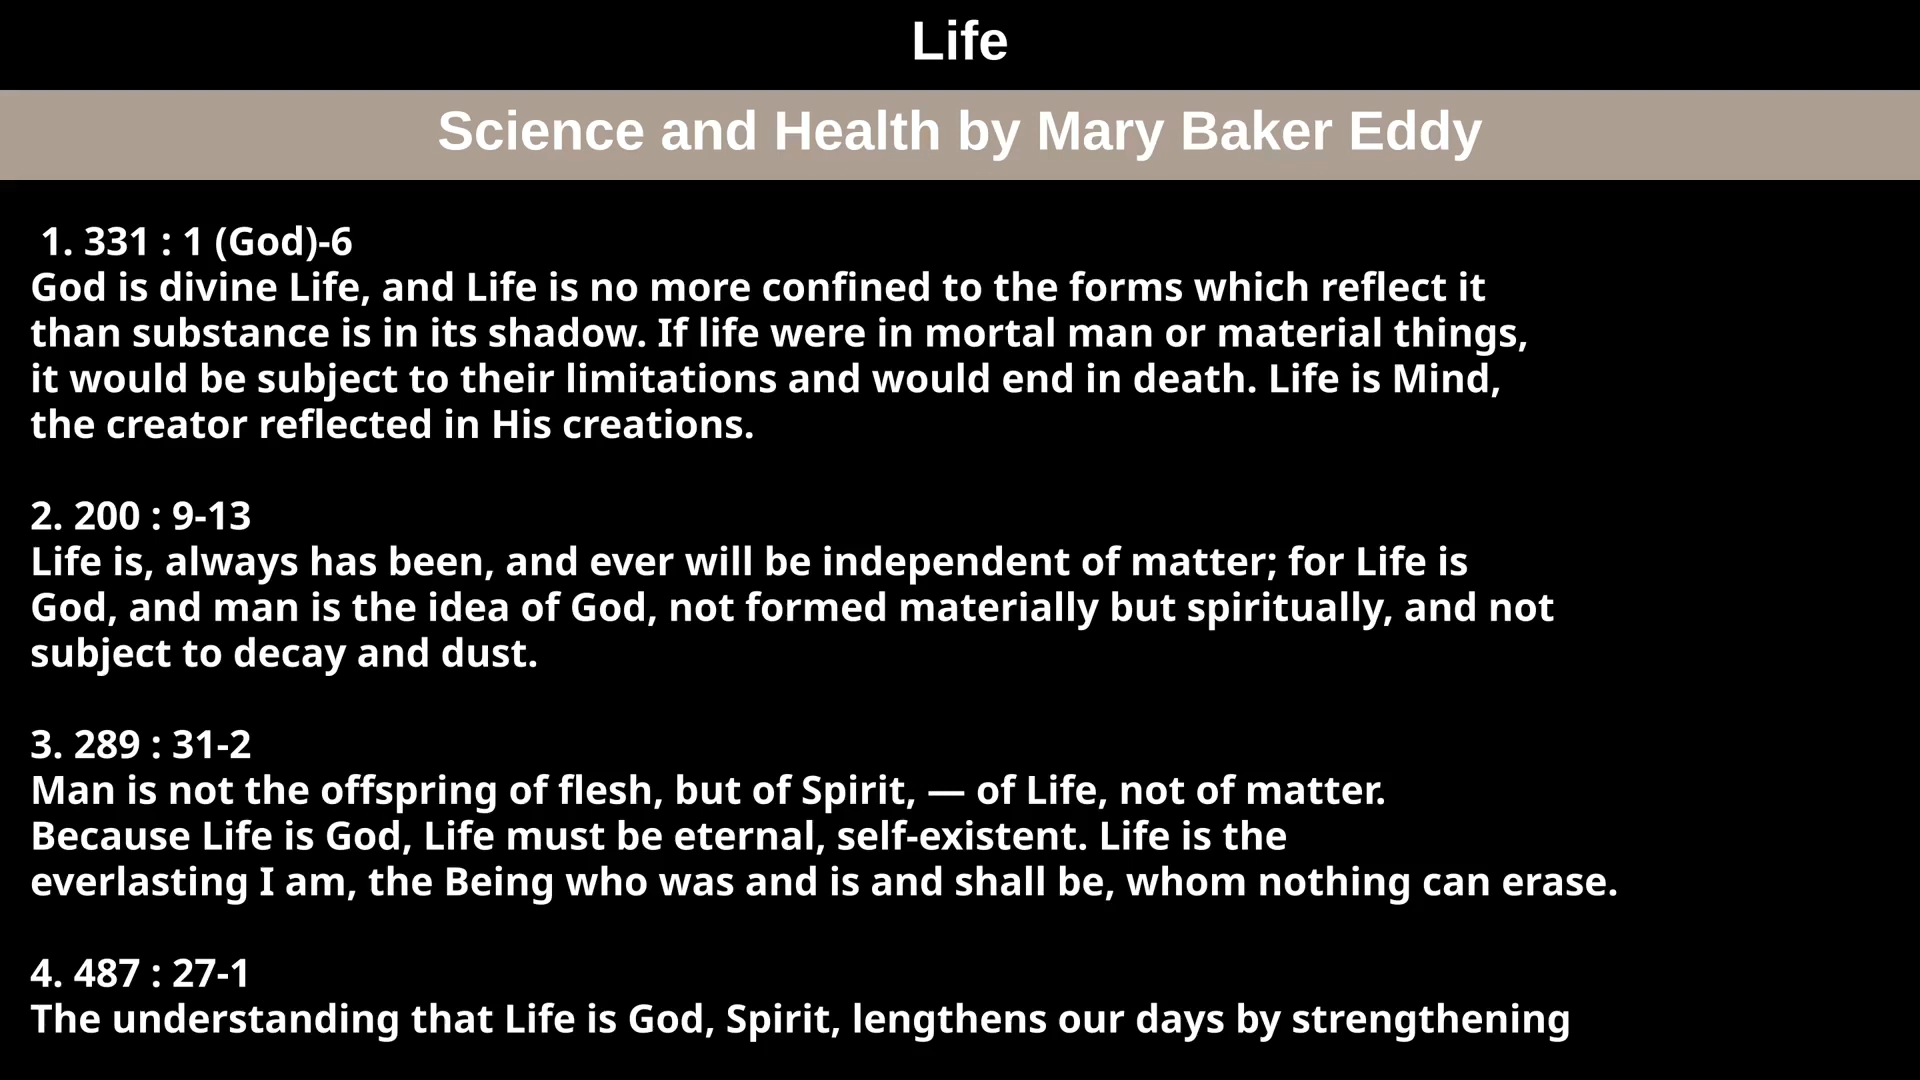 Life
Science and Health by Mary Baker Eddy
1. 331 : 1 (God)-6
God is divine Life, and Life is no more confined to the forms which reflect it
than substance is in its shadow. If life were in mortal man or material things,
it would be subject to their limitations and would end in death. Life is Mind,
the creator reflected in His creations.
2. 200 : 9-13
Life is, always has been, and ever will be independent of matter; for Life is
God, and man is the idea of God, not formed materially but spiritually, and not
subject to decay and dust.
3. 289 : 31-2
Man is not the offspring of flesh, but of Spirit, — of Life, not of matter.
Because Life is God, Life must be eternal, self-existent. Life is the
everlasting I am, the Being who was and is and shall be, whom nothing can erase.
4. 487 : 27-1
The understanding that Life is God, Spirit, lengthens our days by strengthening